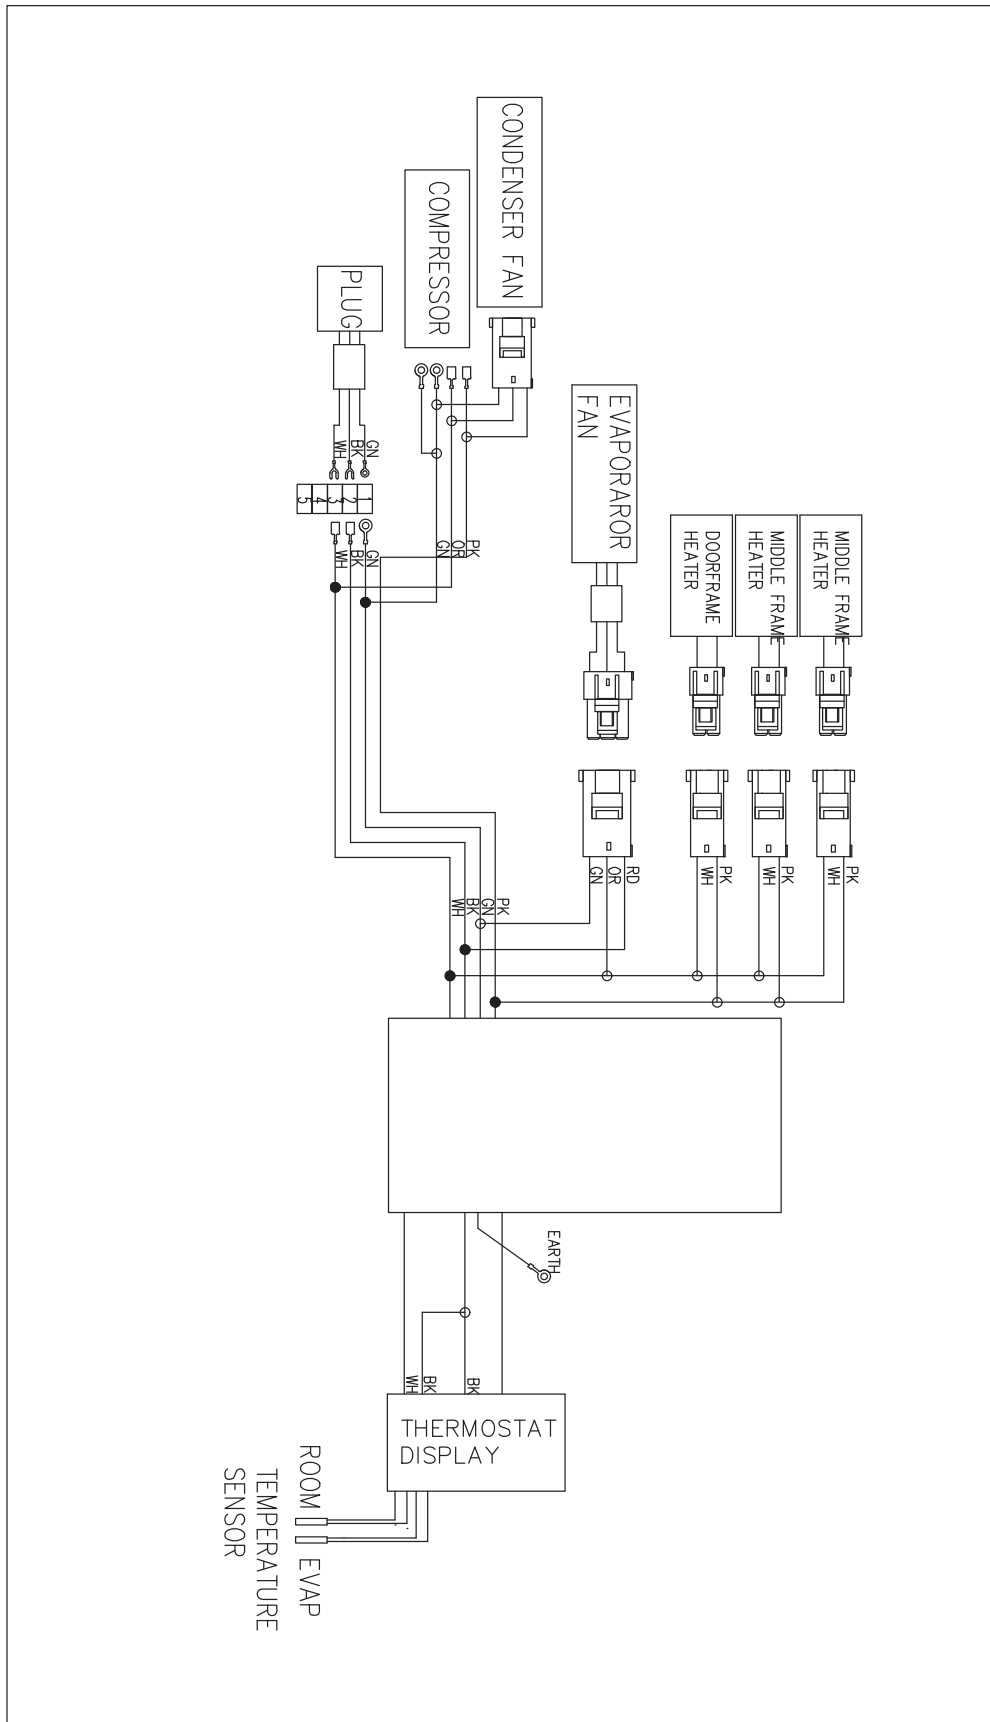 CONDENSER FAN
COMPRESSOR
PLUG
GN
BK
WH
1
2
3
4
5
GN
BK
WH
PK
OR
GN
EVAPORAROR
FAN
DOORFRAME
HEATER
MIDDLE FRAME
HEATER
MIDDLE FRAME
HEATER
RD
OR
GN
PK
WH
PK
WH
PK
WH
PK
GN
BK
WH
EARTH
WH
BK
BK
THERMOSTAT
DISPLAY
ROOM
EVAP
TEMPERATURE
SENSOR